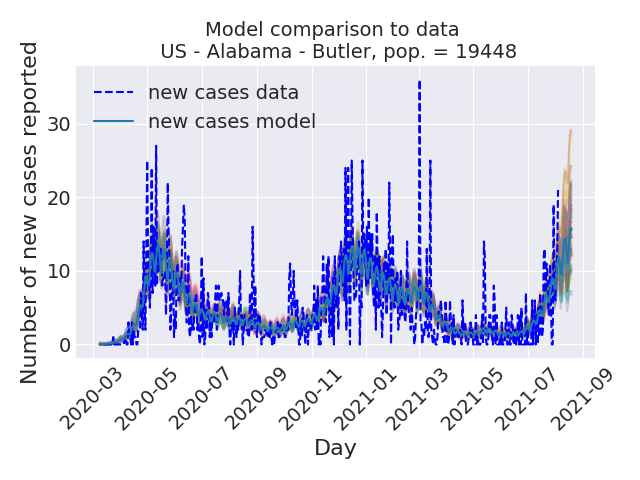 Model comparison to data
US - Alabama - Butler, pop. = 19448
Number of new cases reported
new cases data
new cases model
30
20
10
0
2020-03
2020-05
2020-07
2020-09
2020-11
2021-01
2021-03
2021-05
2021-07
2021-09
Day